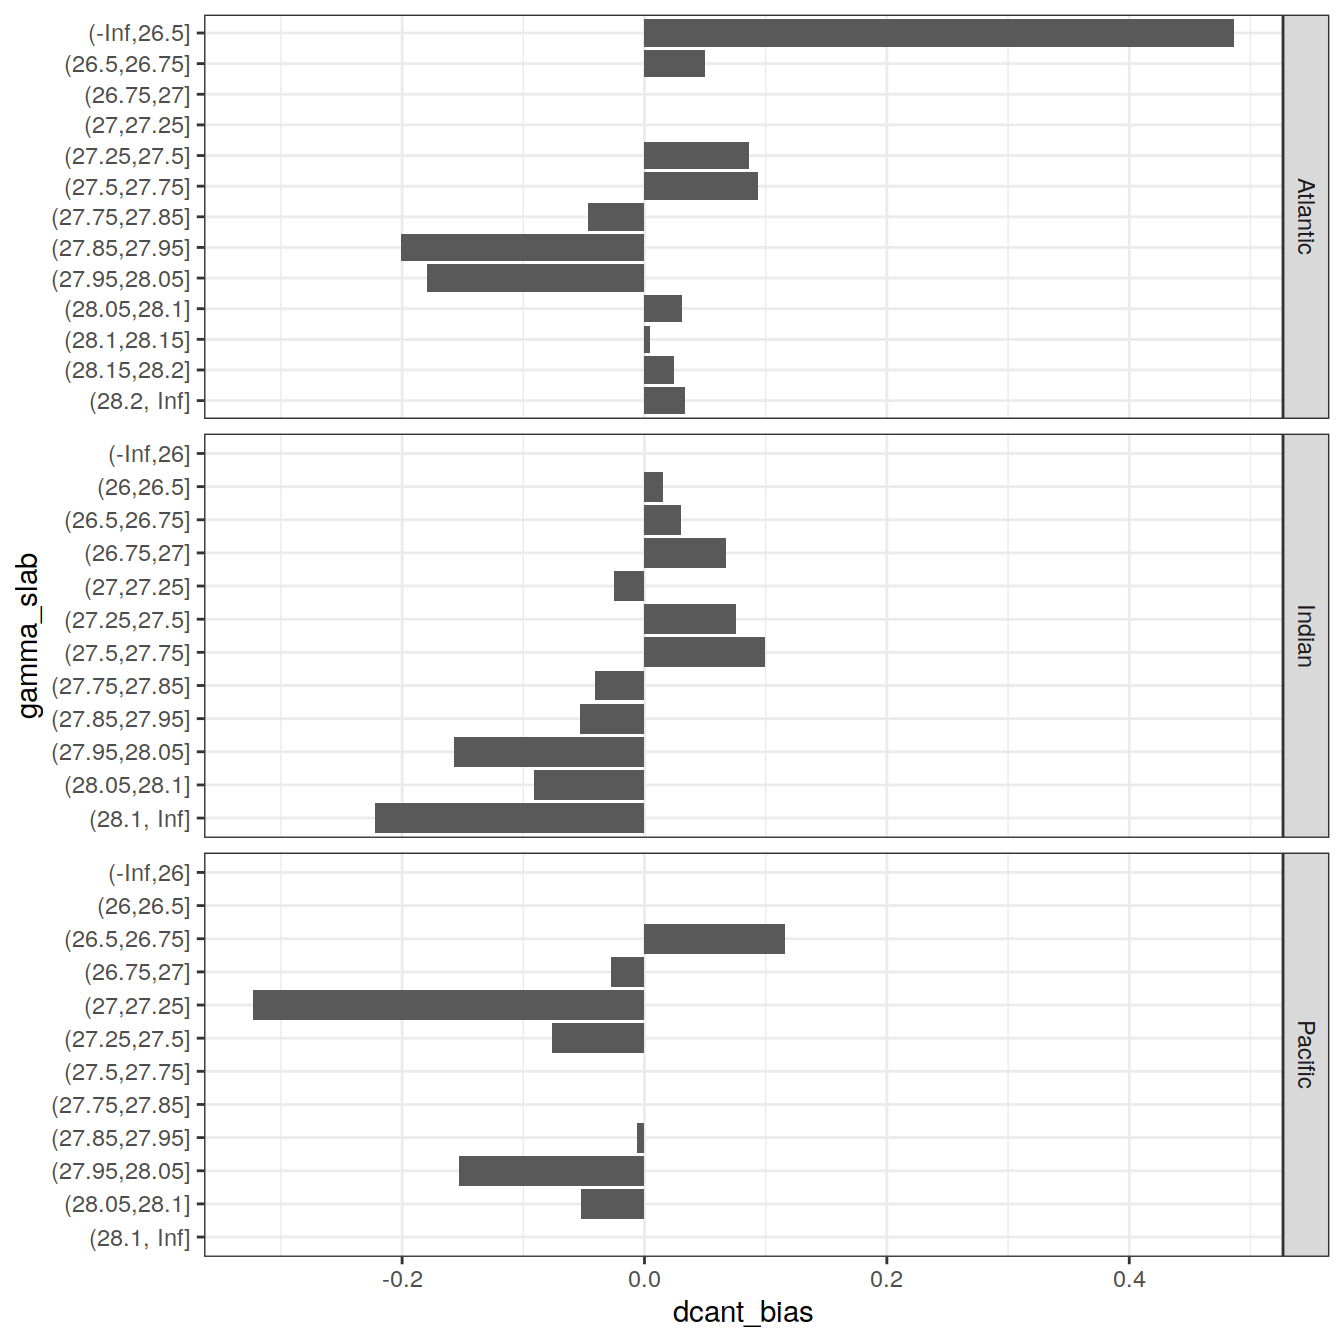 (-Inf,26.5]
(26.5,26.75]
(26.75,27]
(27,27.25]
(27.25,27.5]
(27.5,27.75]
(27.75,27.85]
(27.85,27.95]
(27.95,28.05]
(28.05,28.1]
(28.1,28.15]
(28.15,28.2]
(28.2, Inf]
Atlantic
(-Inf,26]
(26,26.5]
(26.5,26.75]
(26.75,27]
(27,27.25]
(27.25,27.5]
(27.5,27.75]
(27.75,27.85]
(27.85,27.95]
(27.95,28.05]
(28.05,28.1]
(28.1, Inf]
Indian
gamma_slab
(-Inf,26]
(26,26.5]
(26.5,26.75]
(26.75,27]
(27,27.25]
(27.25,27.5]
(27.5,27.75]
(27.75,27.85]
(27.85,27.95]
(27.95,28.05]
(28.05,28.1]
(28.1, Inf]
Pacific
-0.2 0.0 0.2 0.4
dcant_bias